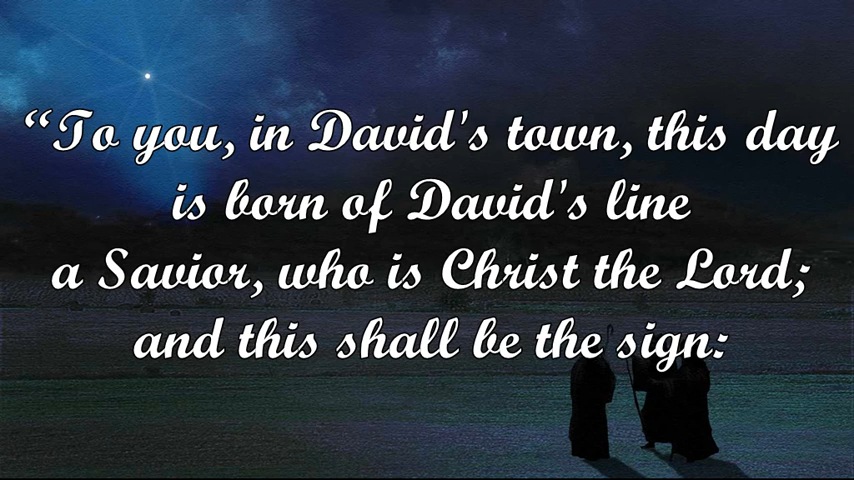 “To you, in David's town, this day
is born of David's line
a Savior, who is Christ the Lord;
and this shall be the sign: